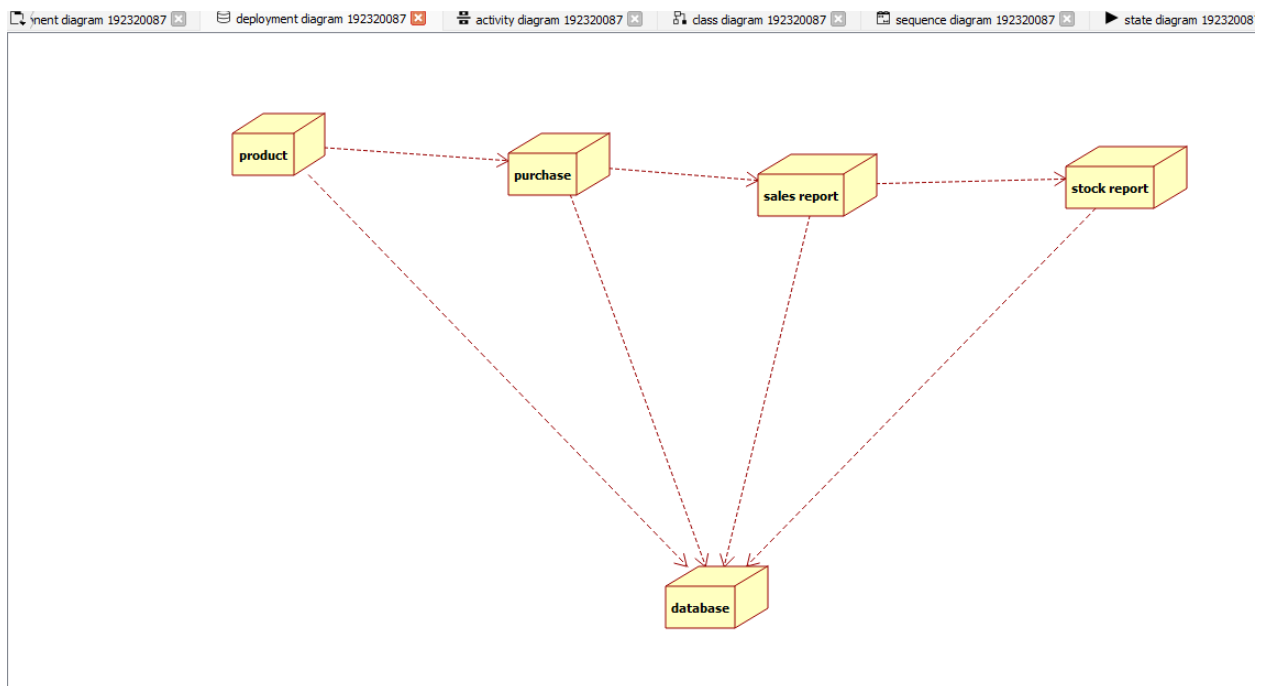 nent diagram 192320087
deployment diagram 192320087
activity diagram 192320087
class diagram 192320087
sequence diagram 192320087
state diagram 19232008
product
purchase
sales report
stock report
database